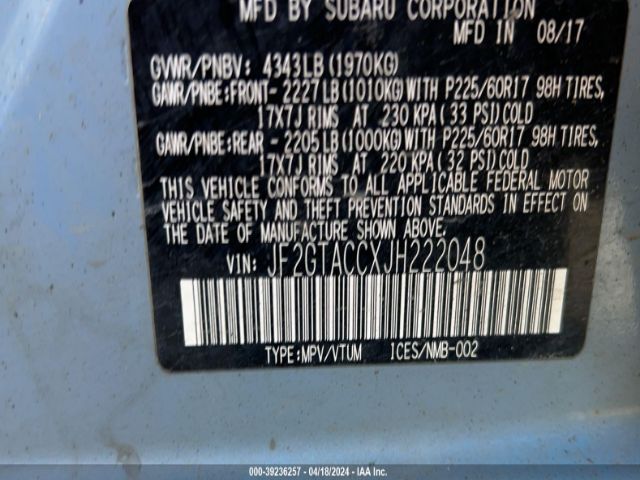 MFD BY SUBARU CORPORATION
MFD IN 08/17
GVWR/PNBV: 4343LB(1970KG)
GAWR/PNBE:FRONT- 2227LB(1010KG)WITH P225/60R17 98H TIRES,
17X7J RIMS AT 230 KPA(33 PSI)COLD
GAWR/PNBE:REAR - 2205LB(1000KG)WITH P225/60R17 98H TIRES,
17X7J RIMS AT 220 KPA(32 PSI)COLD
THIS VEHICLE CONFORMS TO ALL APPLICABLE FEDERAL MOTOR
VEHICLE SAFETY AND THEFT PREVENTION STANDARDS IN EFFECT ON
THE DATE OF MANUFACTURE SHOWN ABOVE.
VIN: JF2GTACCXJH222048
TYPE:MPV/VTUM ICES/NMB-002
000-39236257 - 04/18/2024 - IAA Inc.